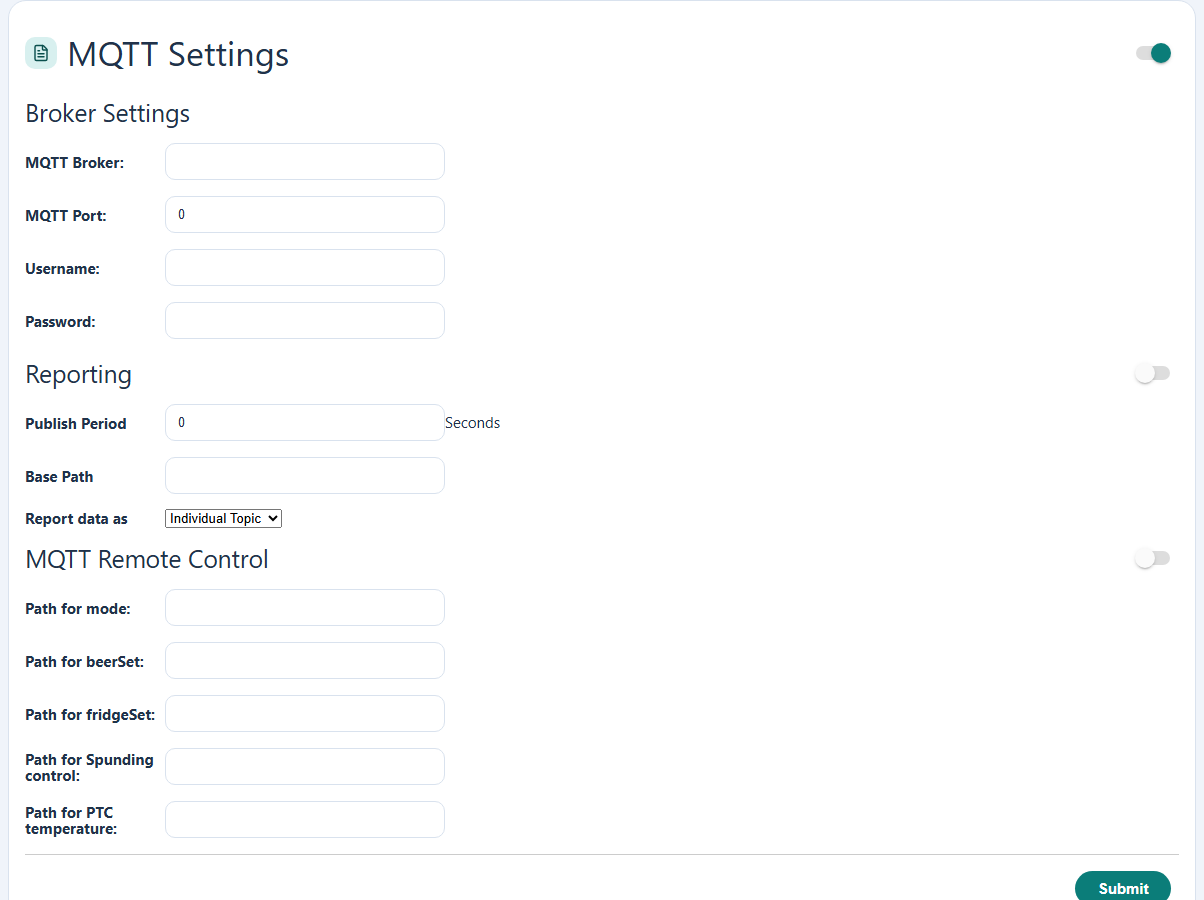 MQTT Settings
Broker Settings
MQTT Broker:
MQTT Port:
0
Username:
Password:
Reporting
Publish Period
0
Seconds
Base Path
Report data as
Individual Topic
MQTT Remote Control
Path for mode:
Path for beerSet:
Path for fridgeSet:
Path for Spunding
control:
Path for PTC
temperature:
Submit